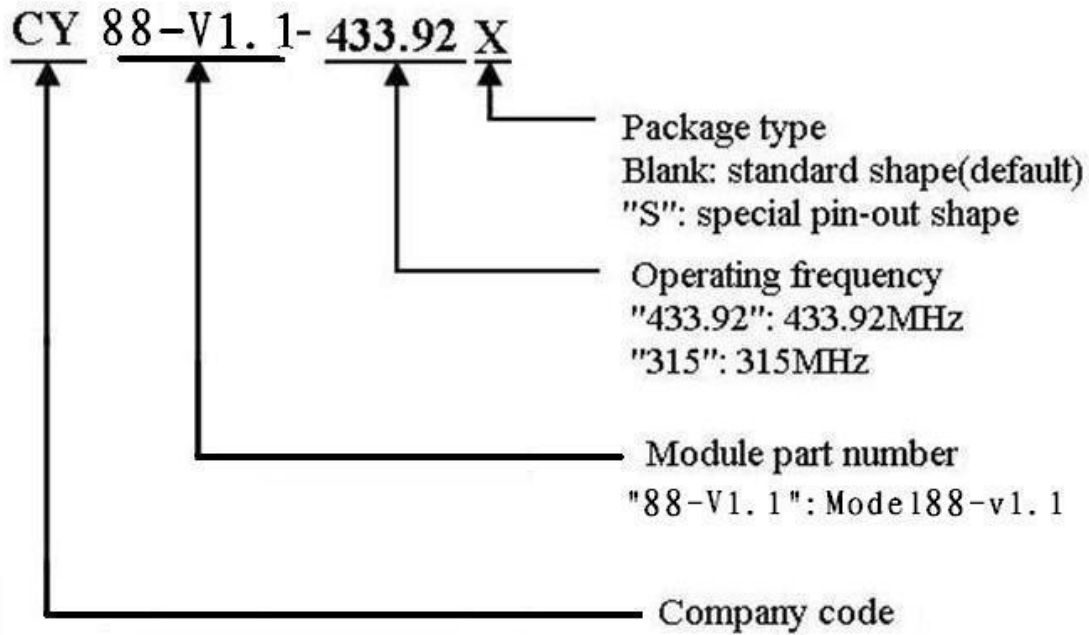 CY 88-V1.1- 433.92 X
Package type
Blank: standard shape(default)
"S": special pin-out shape
Operating frequency
"433.92": 433.92MHz
"315": 315MHz
Module part number
"88-V1.1":Model88-v1.1
Company code